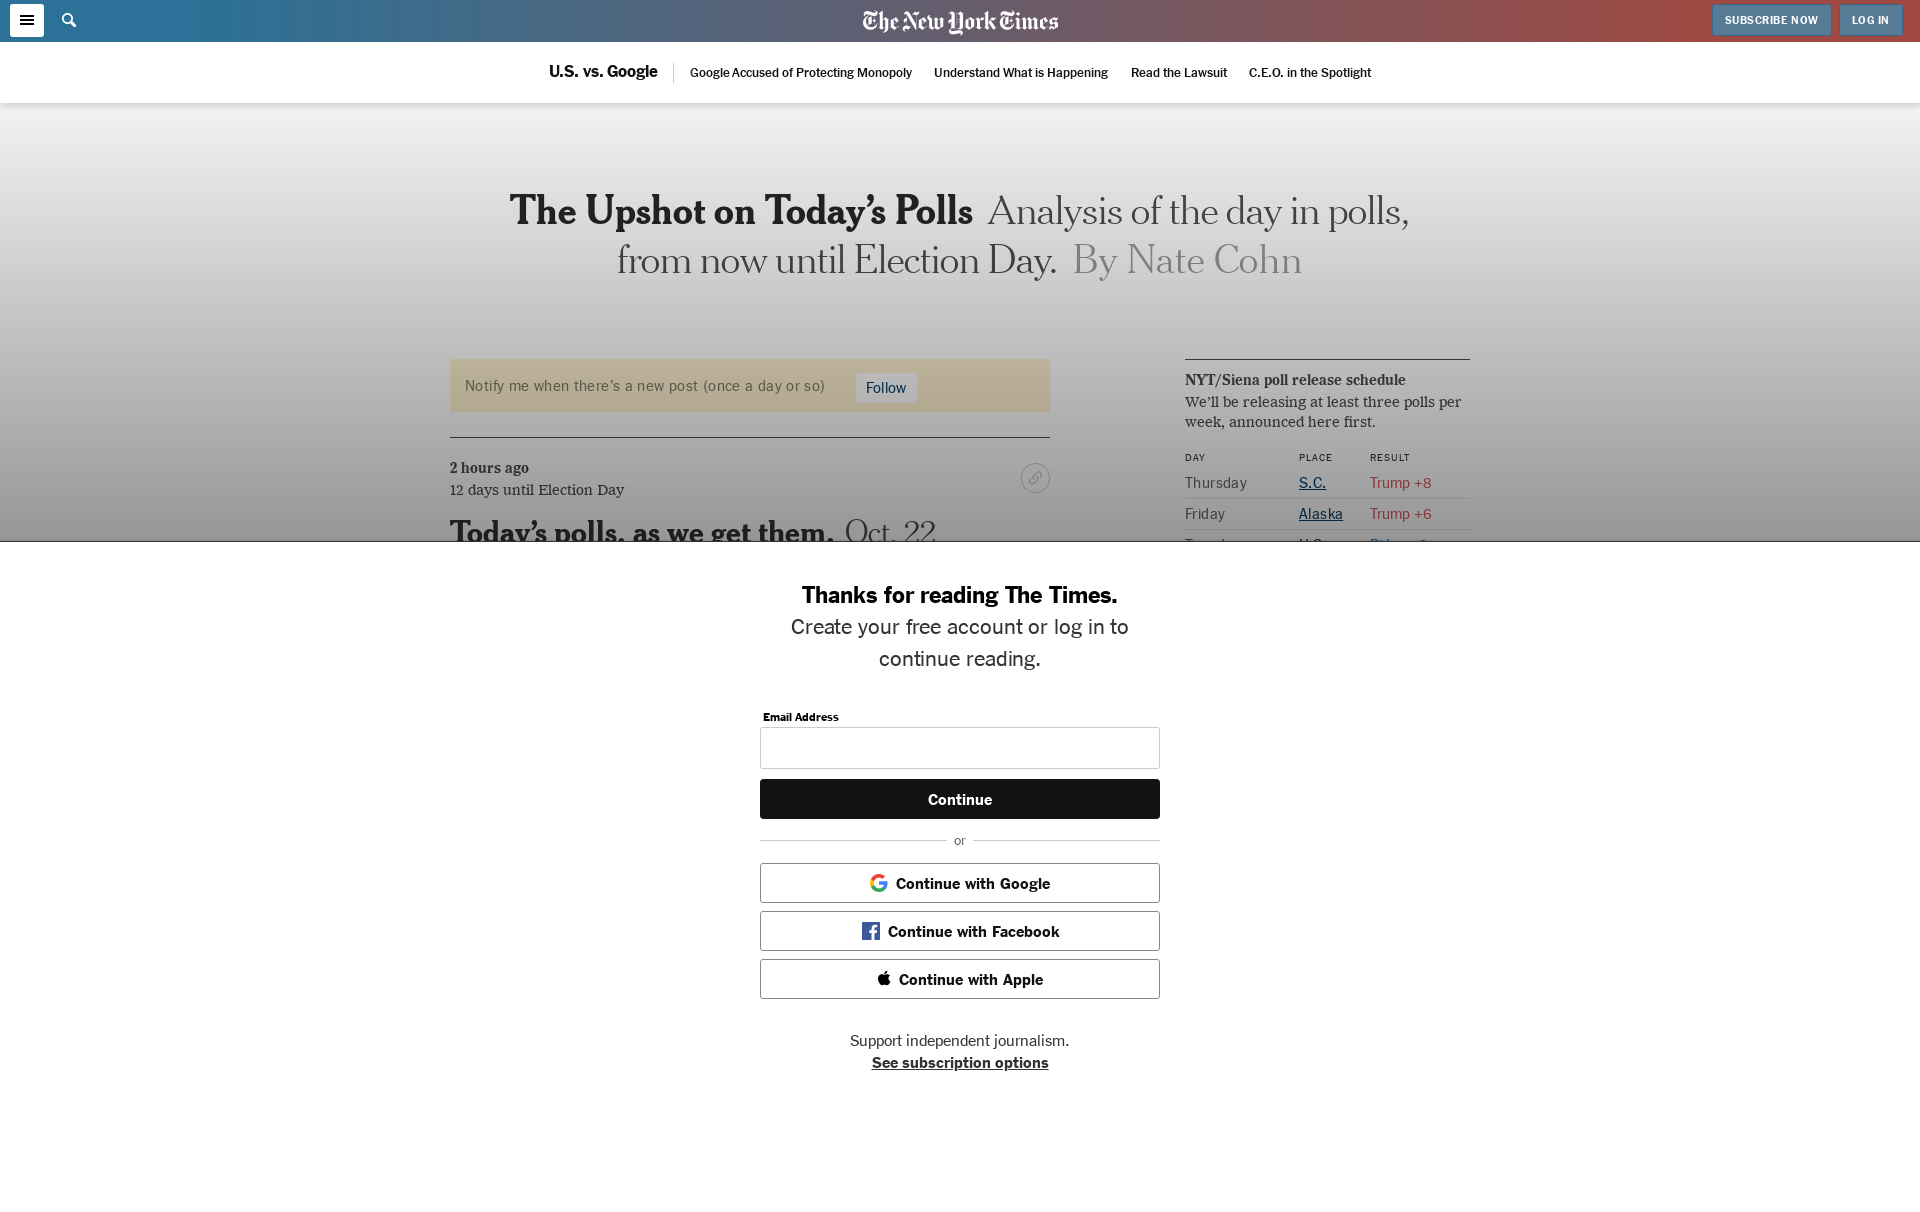 The New York Times
SUBSCRIBE NOW
LOG IN
U.S. vs. Google
Google Accused of Protecting Monopoly
Understand What is Happening
Read the Lawsuit
C.E.O. in the Spotlight
The Upshot on Today’s Polls Analysis of the day in polls,
from now until Election Day. By Nate Cohn
Notify me when there’s a new post (once a day or so)
Follow
2 hours ago
12 days until Election Day
Today’s polls, as we get them. Oct. 22
NYT/Siena poll release schedule
We’ll be releasing at least three polls per
week, announced here first.
DAY PLACE RESULT
Thursday S.C. Trump +8
Friday Alaska Trump +6
Thanks for reading The Times.
Create your free account or log in to
continue reading.
Email Address
Continue
or
Continue with Google
Continue with Facebook
Continue with Apple
Support independent journalism.
See subscription options